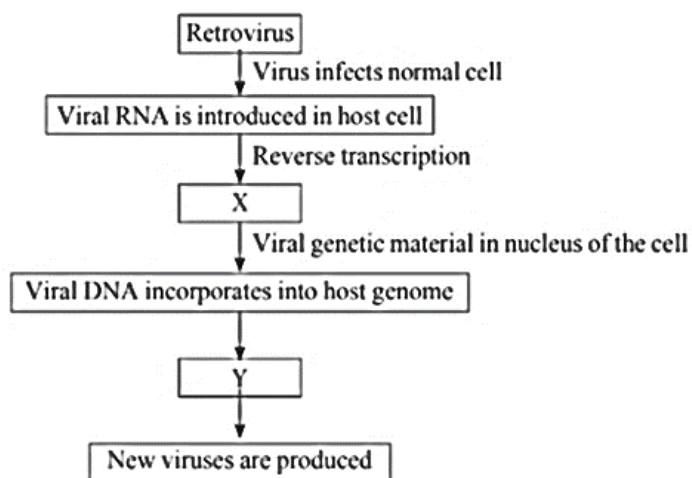 Retrovirus
Virus infects normal cell
Viral RNA is introduced in host cell
Reverse transcription
X
Viral genetic material in nucleus of the cell
Viral DNA incorporates into host genome
Y
New viruses are produced